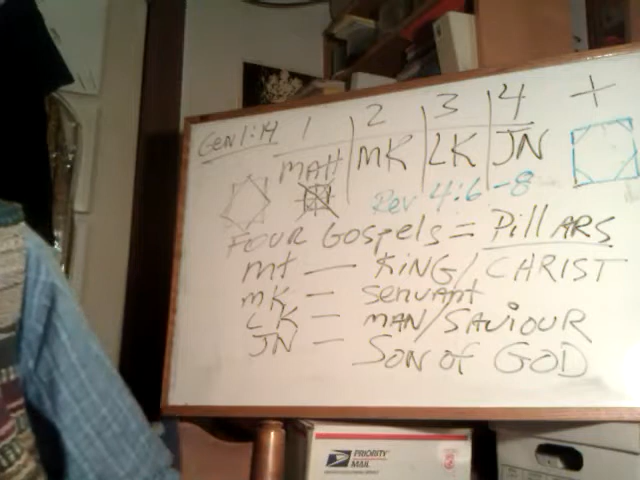 Gen 1:14 1 2 3 4 +
MAtt MK LK JN
Rev 4:6-8
FOUR Gospels = PillARS
mt — KiNG/CHRIST
mK — servant
LK — MAN/SAViOUR
JN — SoN of GOD
PRIORITY
MAIL